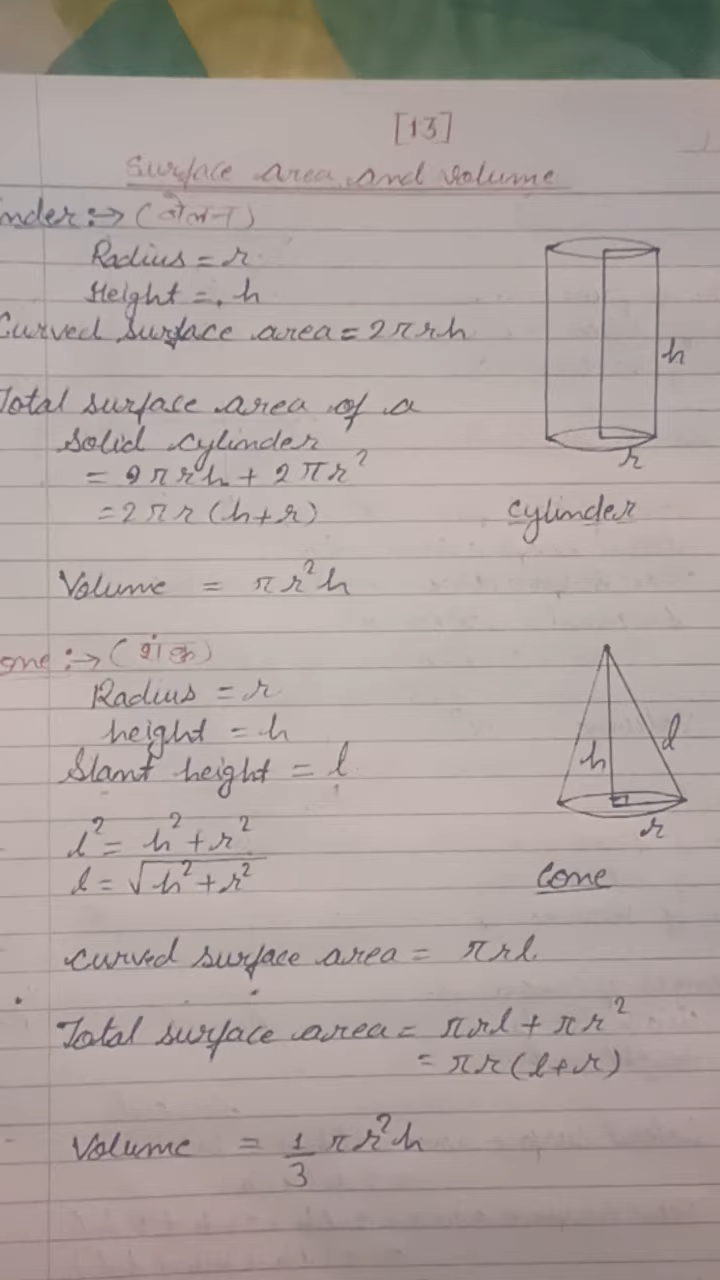 [13]
Surface area and volume
inder :→ (बेलन)
Radius = r
Height = h
Curved surface area = 2πrh
h
Total surface area of a
solid cylinder
= 2πrh + 2πr²
r
= 2πr(h+r)
cylinder
Volume = πr²h
one :→ (शंकु)
Radius = r
height = h
Slant height = l
h
l
r
l² = h² + r²
l = √h² + r²
Cone
curved surface area = πrl
Total surface area = πrl + πr²
= πr(l+r)
Volume = 1/3 πr²h